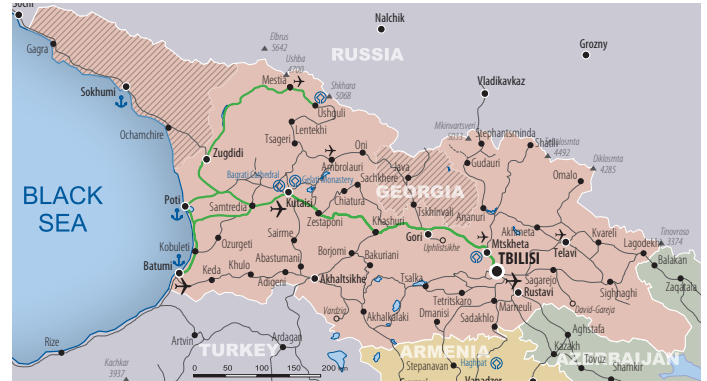 Sochi
Nalchik
Gagra
Elbrus
5642
RUSSIA
Grozny
Ushba
4700
Mestia
Shkhara
5068
Vladikavkaz
Sokhumi
Ushguli
Ochamchire
Lentekhi
Mkinvartsveri
5033
Stephantsminda
Tsageri
Oni
Shatili
4492
Zugdidi
Ambrolauri
Java
Gudauri
Diklosmta
4285
Bagrati Cathedral
Gelati Monastery
Sachkhere
Omalo
BLACK
SEA
GEORGIA
Poti
Samtredia
Kutaisi
Chiatura
Tskhinvali
Ananuri
Zestaponi
Khashuri
Gori
Akhmeta
Kvareli
Kobuleti
Ozurgeti
Sairme
Uplistsikhe
Mtskheta
Telavi
Lagodekhi
Tinovroso
3374
Borjomi
Bakuriani
TBILISI
Balakan
Batumi
Keda
Khulo
Abastumani
Adigeni
Akhaltsikhe
Tsalka
Sagarejo
Rustavi
Sighnaghi
Zaqatala
Tetritskaro
Marneuli
David-Gareja
Vardzia
Akhalkalaki
Dmanisi
Sadakhlo
Rize
Artvin
Ardagan
Aghstafa
TURKEY
ARMENIA
Kazakh
AZERBAIJAN
Tovuz
Shamkir
Kachkar
3937
0 50 100 150 200 km
Stepanavan
Haghpat
Vanadzor